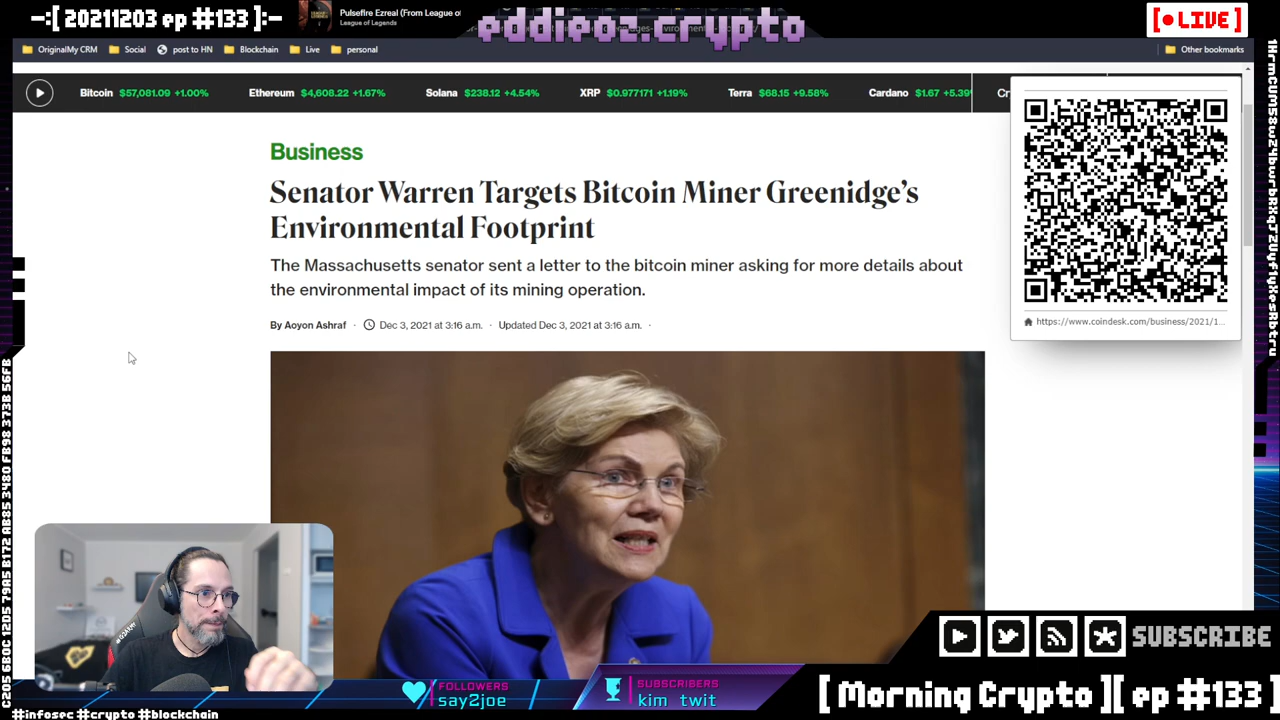 -:[ 20211203 ep #133 ]:-
Pulsefire Ezreal (From League of
League of Legends
eddieoz.crypto
[● LIVE ]
OriginalMy CRM
Social
post to HN
Blockchain
Live
personal
Other bookmarks
Bitcoin $57,081.09 +1.00%
Ethereum $4,608.22 +1.67%
Solana $238.12 +4.54%
XRP $0.977171 +1.19%
Terra $68.15 +9.58%
Cardano $1.67 +5.39
Cr
Business
Senator Warren Targets Bitcoin Miner Greenidge's
Environmental Footprint
The Massachusetts senator sent a letter to the bitcoin miner asking for more details about
the environmental impact of its mining operation.
By Aoyon Ashraf · Dec 3, 2021 at 3:16 a.m. · Updated Dec 3, 2021 at 3:16 a.m. ·
https://www.coindesk.com/business/2021/1...
SUBSCRIBE
FOLLOWERS
say2joe
SUBSCRIBERS
kim twit
[ Morning Crypto ][ ep #133 ]
#infosec #crypto #blockchain